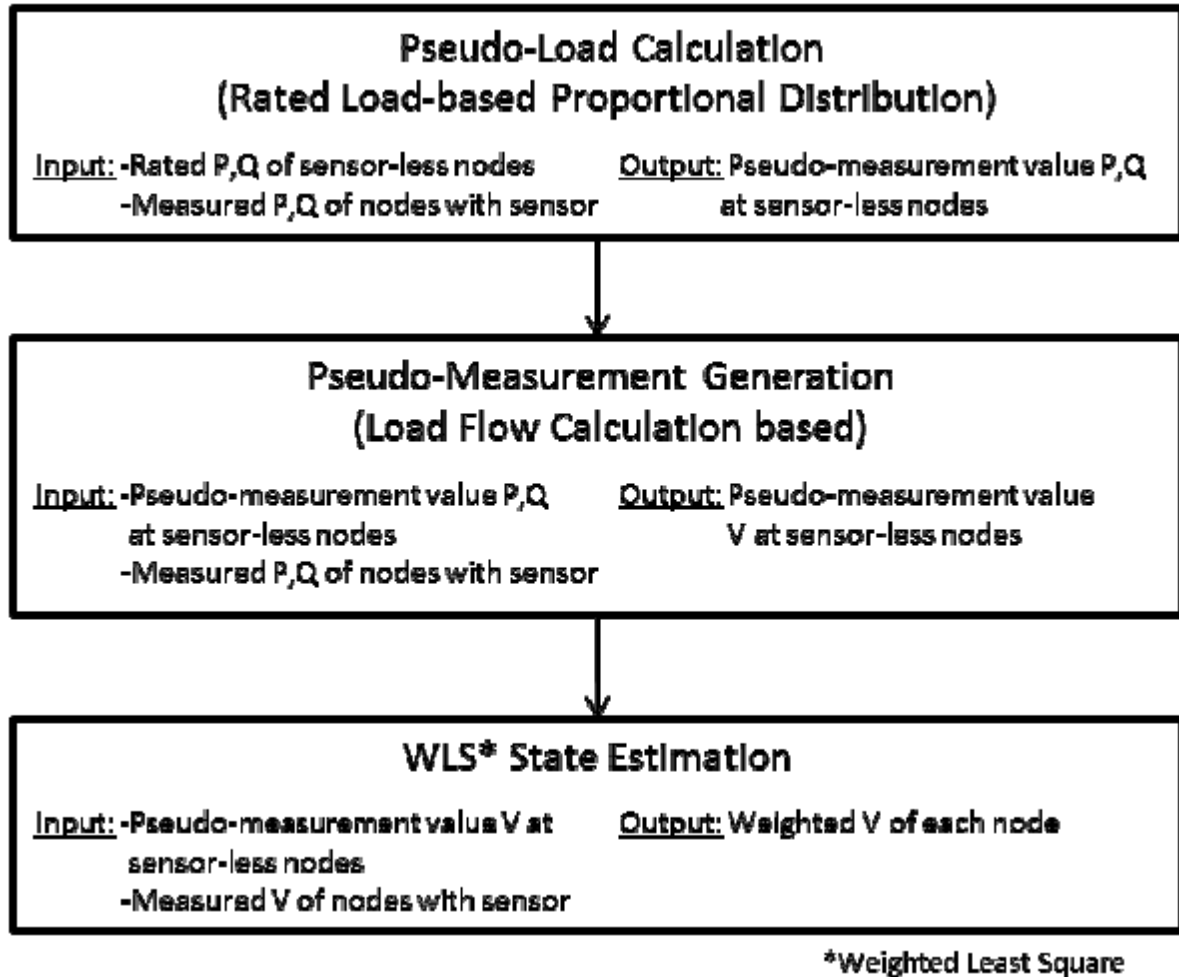 Pseudo-Load Calculation
(Rated Load-based Proportional Distribution)
Input: -Rated P,Q of sensor-less nodes
-Measured P,Q of nodes with sensor
Output: Pseudo-measurement value P,Q
at sensor-less nodes
Pseudo-Measurement Generation
(Load Flow Calculation based)
Input: -Pseudo-measurement value P,Q
at sensor-less nodes
-Measured P,Q of nodes with sensor
Output: Pseudo-measurement value
V at sensor-less nodes
WLS* State Estimation
Input: -Pseudo-measurement value V at
sensor-less nodes
-Measured V of nodes with sensor
Output: Weighted V of each node
*Weighted Least Square